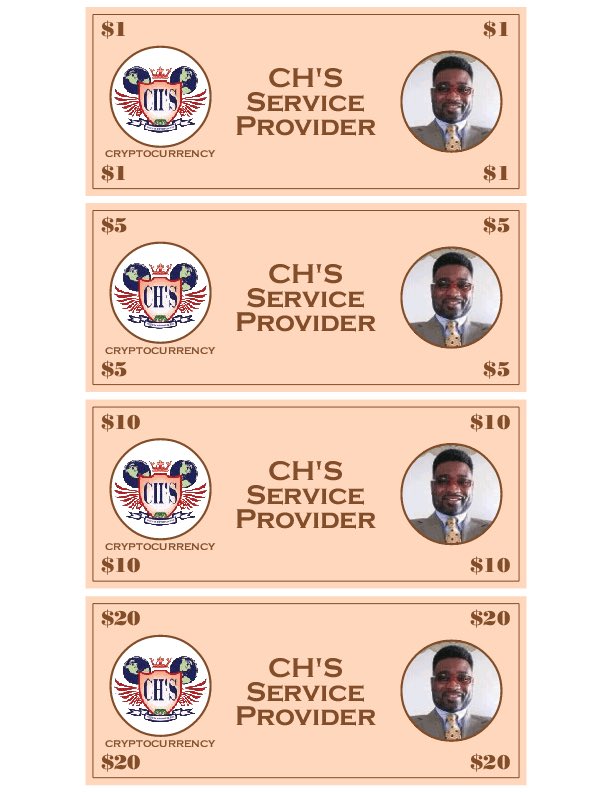 $1 $1
CH'S
CH'S
SERVICE
PROVIDER
CRYPTOCURRENCY
$1 $1
$5 $5
CH'S
CH'S
SERVICE
PROVIDER
CRYPTOCURRENCY
$5 $5
$10 $10
CH'S
CH'S
SERVICE
PROVIDER
CRYPTOCURRENCY
$10 $10
$20 $20
CH'S
CH'S
SERVICE
PROVIDER
CRYPTOCURRENCY
$20 $20